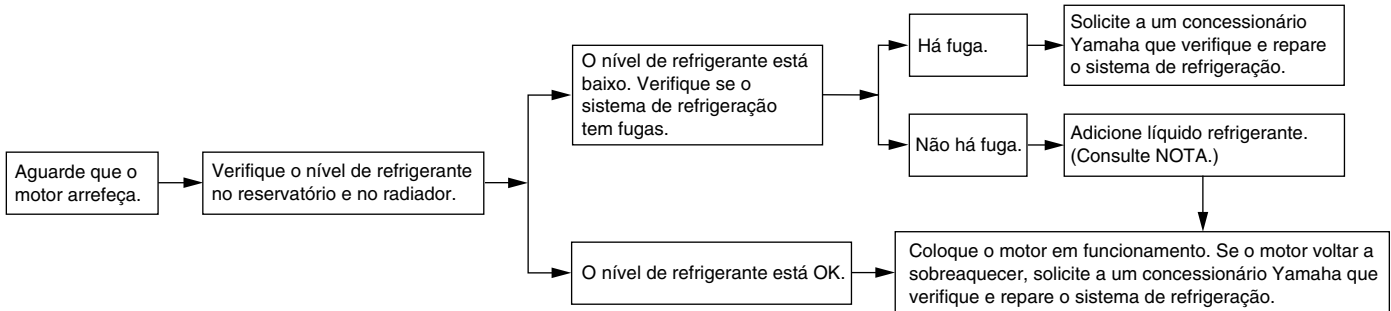 Aguarde que o
motor arrefeça.
Verifique o nível de refrigerante
no reservatório e no radiador.
O nível de refrigerante está
baixo. Verifique se o
sistema de refrigeração
tem fugas.
Há fuga.
Solicite a um concessionário
Yamaha que verifique e repare
o sistema de refrigeração.
Não há fuga.
Adicione líquido refrigerante.
(Consulte NOTA.)
O nível de refrigerante está OK.
Coloque o motor em funcionamento. Se o motor voltar a
sobreaquecer, solicite a um concessionário Yamaha que
verifique e repare o sistema de refrigeração.